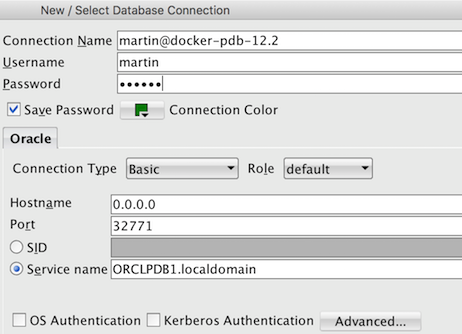 New / Select Database Connection
Connection Name martin@docker-pdb-12.2
Username martin
Password ••••••
Save Password Connection Color
Oracle
Connection Type Basic Role default
Hostname 0.0.0.0
Port 32771
SID
Service name ORCLPDB1.localdomain
OS Authentication Kerberos Authentication Advanced...